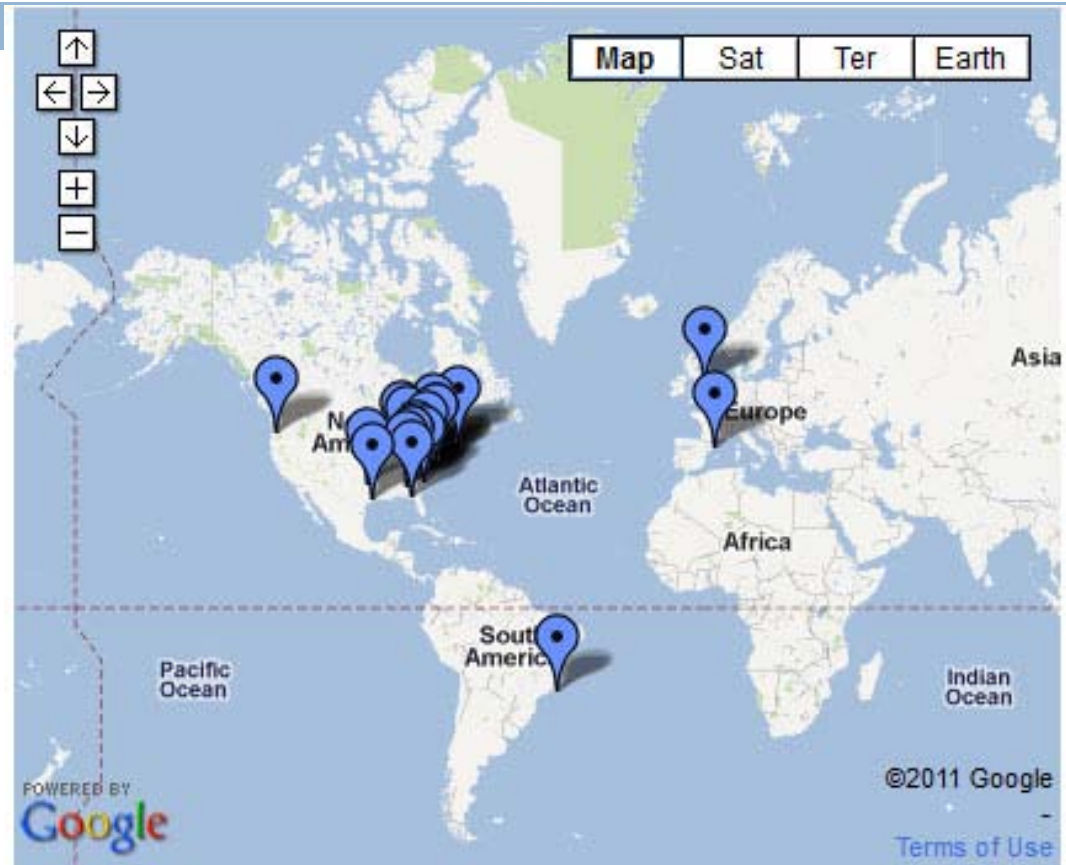 Map
Sat
Ter
Earth
Asia
Europe
Atlantic
Ocean
Africa
America
Pacific
Ocean
Indian
Ocean
©2011 Google
-
POWERED BY
Google
Terms of Use